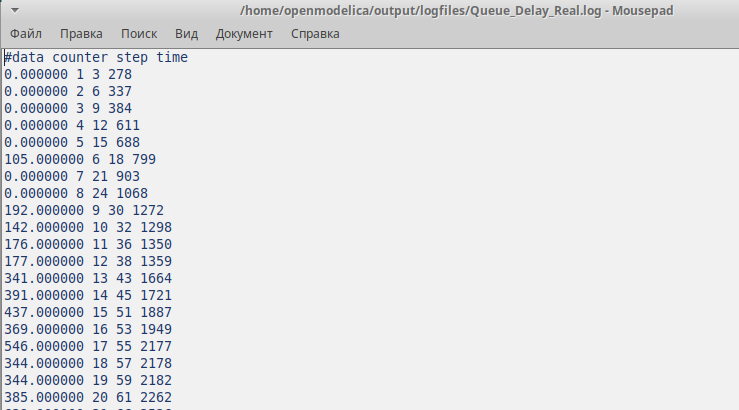 /home/openmodelica/output/logfiles/Queue_Delay_Real.log - Mousepad
Файл Правка Поиск Вид Документ Справка
#data counter step time
0.000000 1 3 278
0.000000 2 6 337
0.000000 3 9 384
0.000000 4 12 611
0.000000 5 15 688
105.000000 6 18 799
0.000000 7 21 903
0.000000 8 24 1068
192.000000 9 30 1272
142.000000 10 32 1298
176.000000 11 36 1350
177.000000 12 38 1359
341.000000 13 43 1664
391.000000 14 45 1721
437.000000 15 51 1887
369.000000 16 53 1949
546.000000 17 55 2177
344.000000 18 57 2178
344.000000 19 59 2182
385.000000 20 61 2262